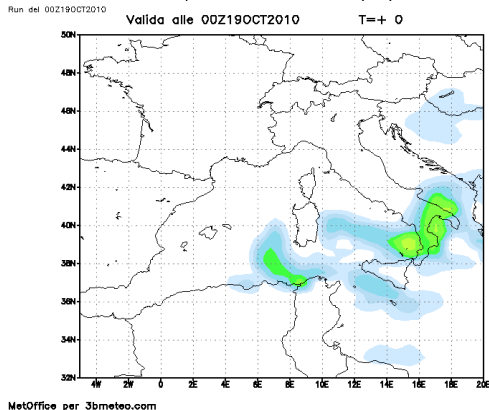 Run del 00Z19OCT2010
Valida alle 00Z19OCT2010 T=+ 0
50N
48N
46N
44N
42N
40N
38N
36N
34N
32N
4W 2W 0 2E 4E 6E 8E 10E 12E 14E 16E 18E 20E
MetOffice per 3bmeteo.com